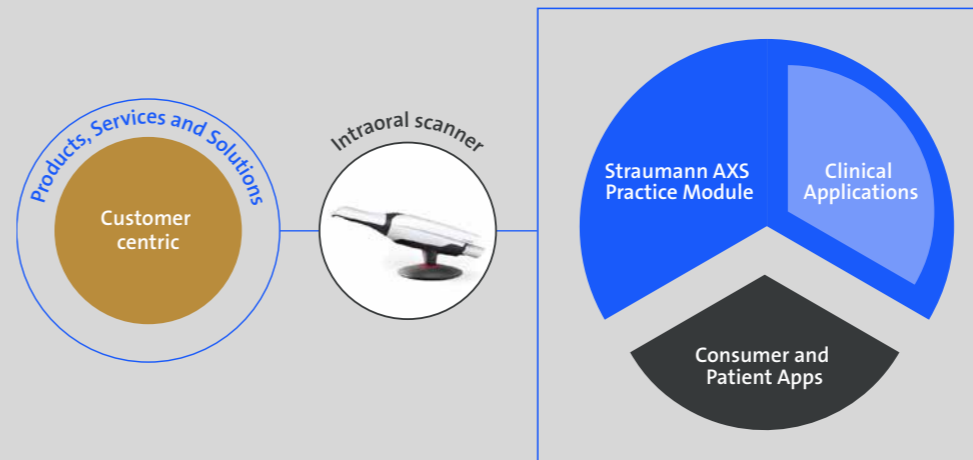 Products, Services and Solutions
Customer
centric
Intraoral scanner
Straumann AXS
Practice Module
Clinical
Applications
Consumer and
Patient Apps